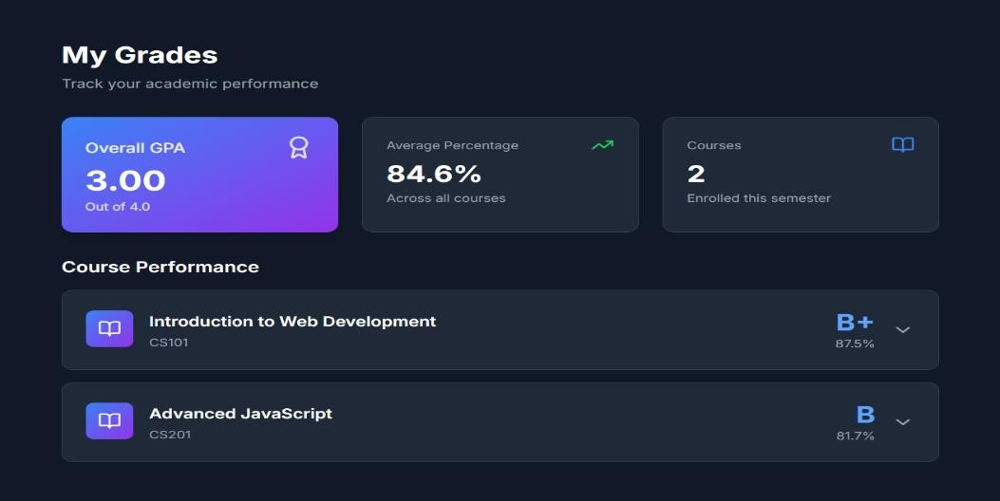 My Grades
Track your academic performance
Overall GPA
3.00
Out of 4.0
Average Percentage
84.6%
Across all courses
Courses
2
Enrolled this semester
Course Performance
Introduction to Web Development
CS101
B+
87.5%
Advanced JavaScript
CS201
B
81.7%